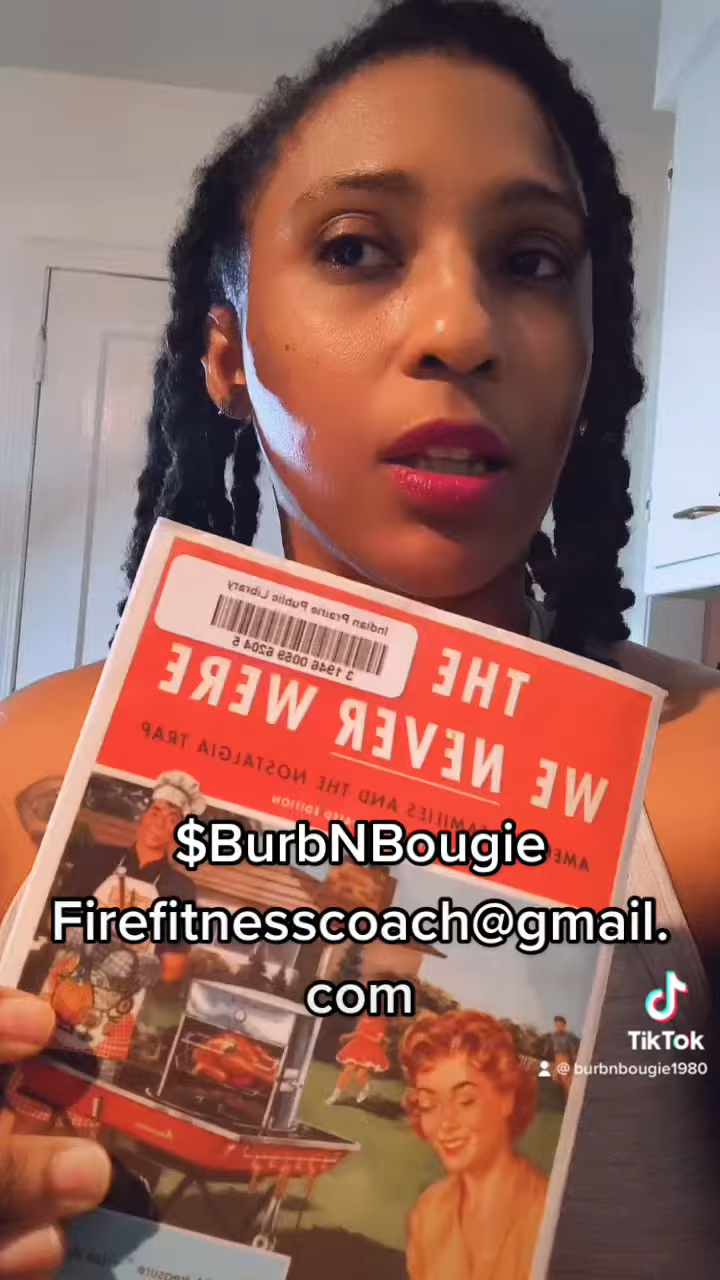 Indian Prairie Public Library
3 1946 0059 6204 5
THE
WE NEVER WERE
FAMILIES AND THE NOSTALGIA TRAP
EDITION
$BurbNBougie
Firefitnesscoach@gmail.
com
TikTok
@burbnbougie1980